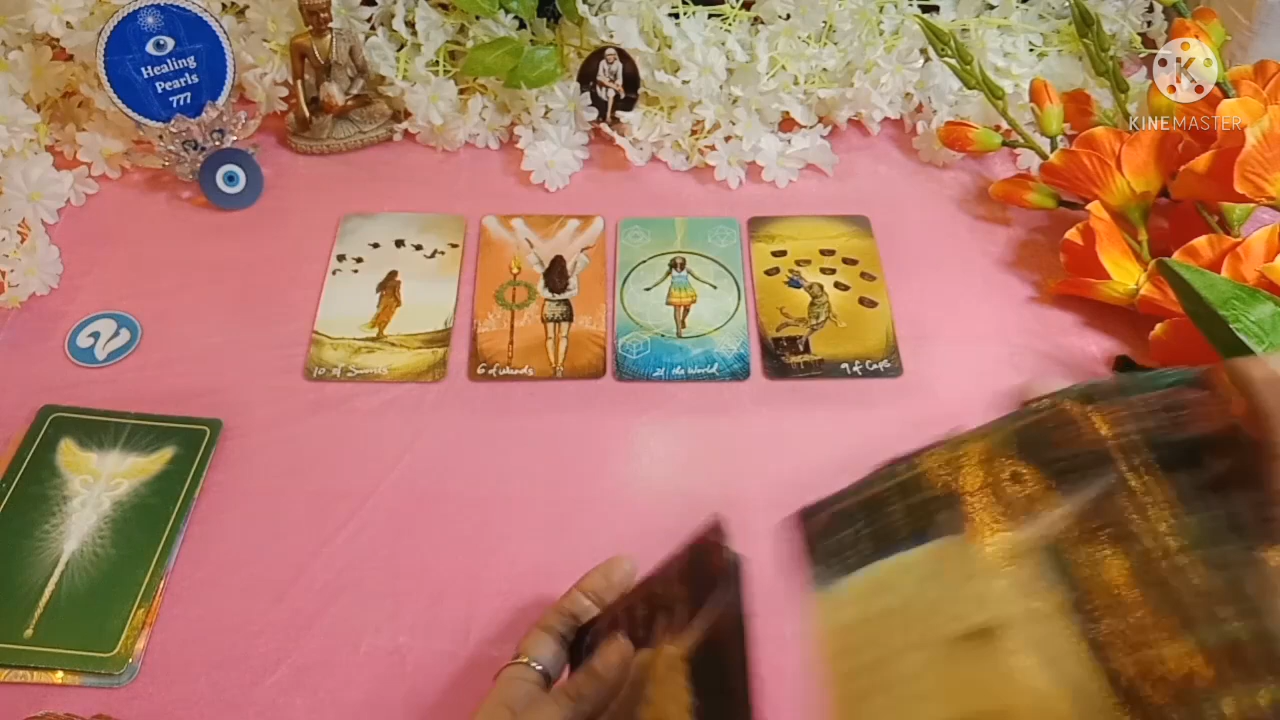 Healing
Pearls
777
KINEMASTER
10 of Swords
6 of Wands
21 the World
9 of Cups